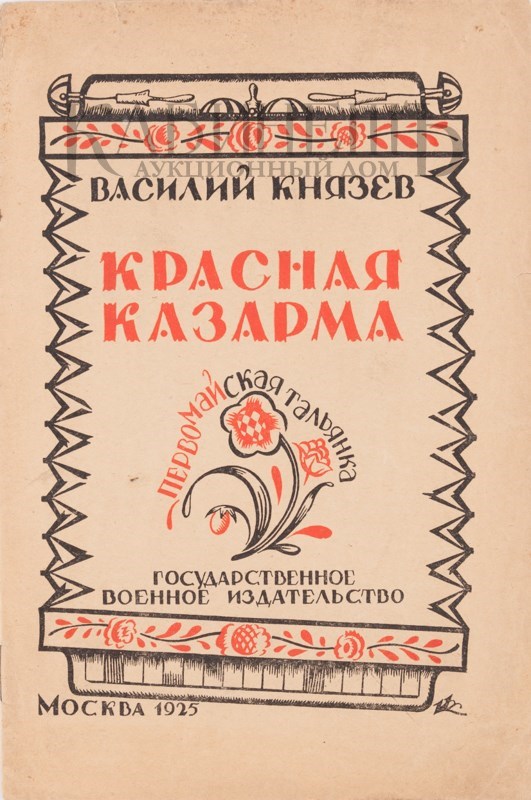 АУКЦИОННЫЙ ДОМ
ВАСИЛИЙ КНЯЗЕВ
КРАСНАЯ
КАЗАРМА
ПЕРВОМАЙСКАЯ ТАЛЬЯНКА
ГОСУДАРСТВЕННОЕ
ВОЕННОЕ ИЗДАТЕЛЬСТВО
МОСКВА 1925